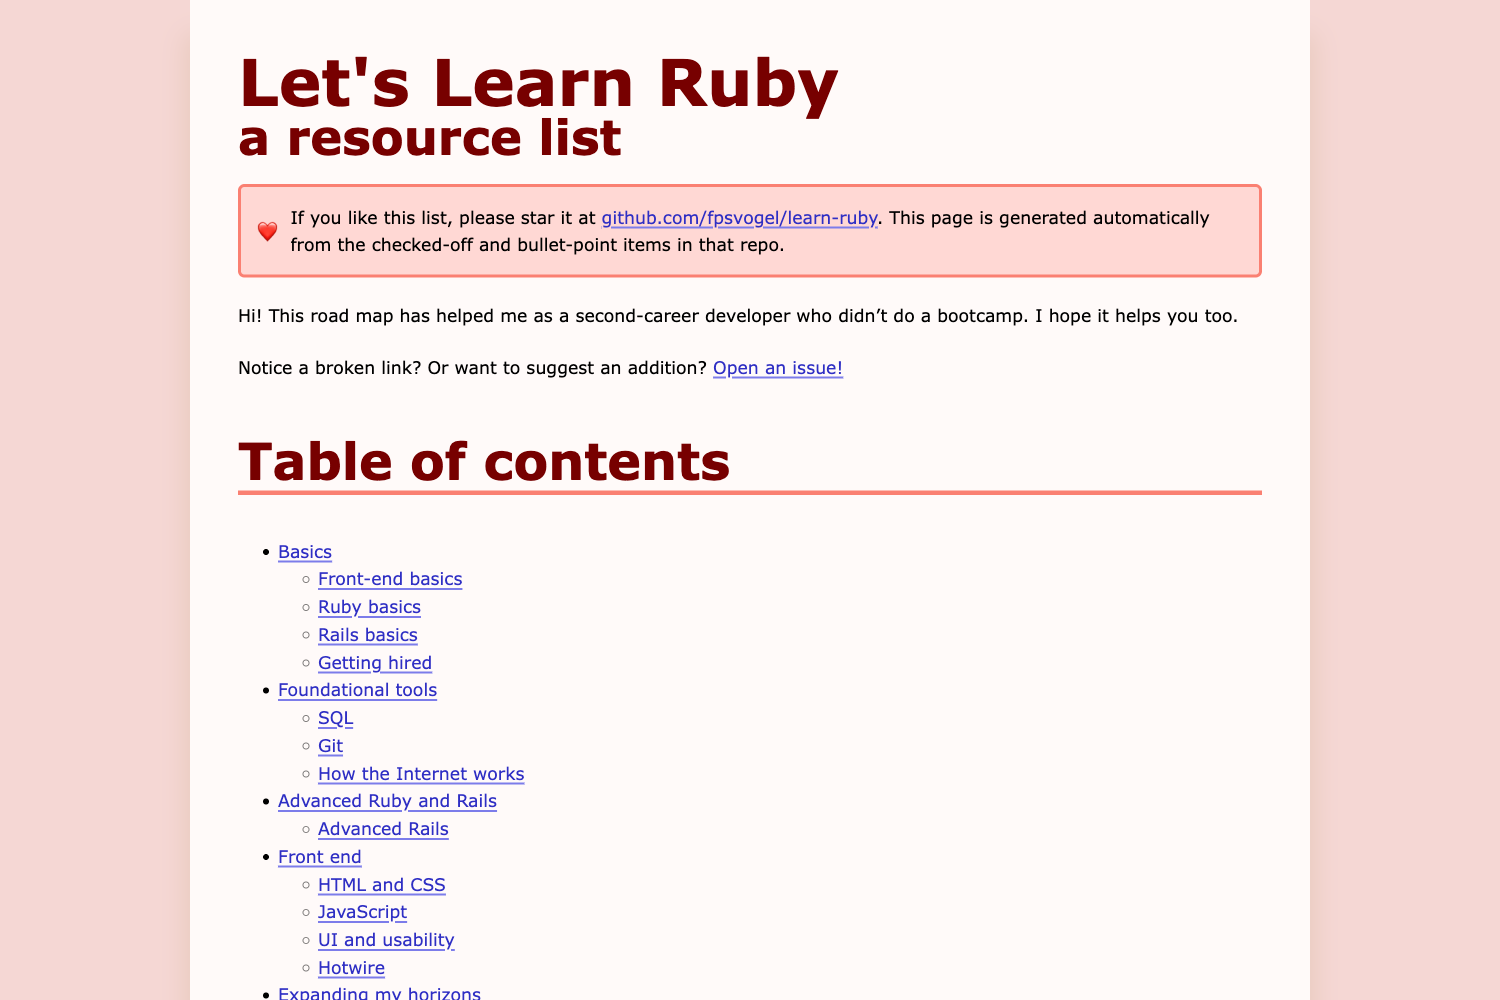 Let's Learn Ruby
a resource list
If you like this list, please star it at github.com/fpsvogel/learn-ruby. This page is generated automatically
from the checked-off and bullet-point items in that repo.
Hi! This road map has helped me as a second-career developer who didn’t do a bootcamp. I hope it helps you too.
Notice a broken link? Or want to suggest an addition? Open an issue!
Table of contents
Basics
Front-end basics
Ruby basics
Rails basics
Getting hired
Foundational tools
SQL
Git
How the Internet works
Advanced Ruby and Rails
Advanced Rails
Front end
HTML and CSS
JavaScript
UI and usability
Hotwire
Expanding my horizons